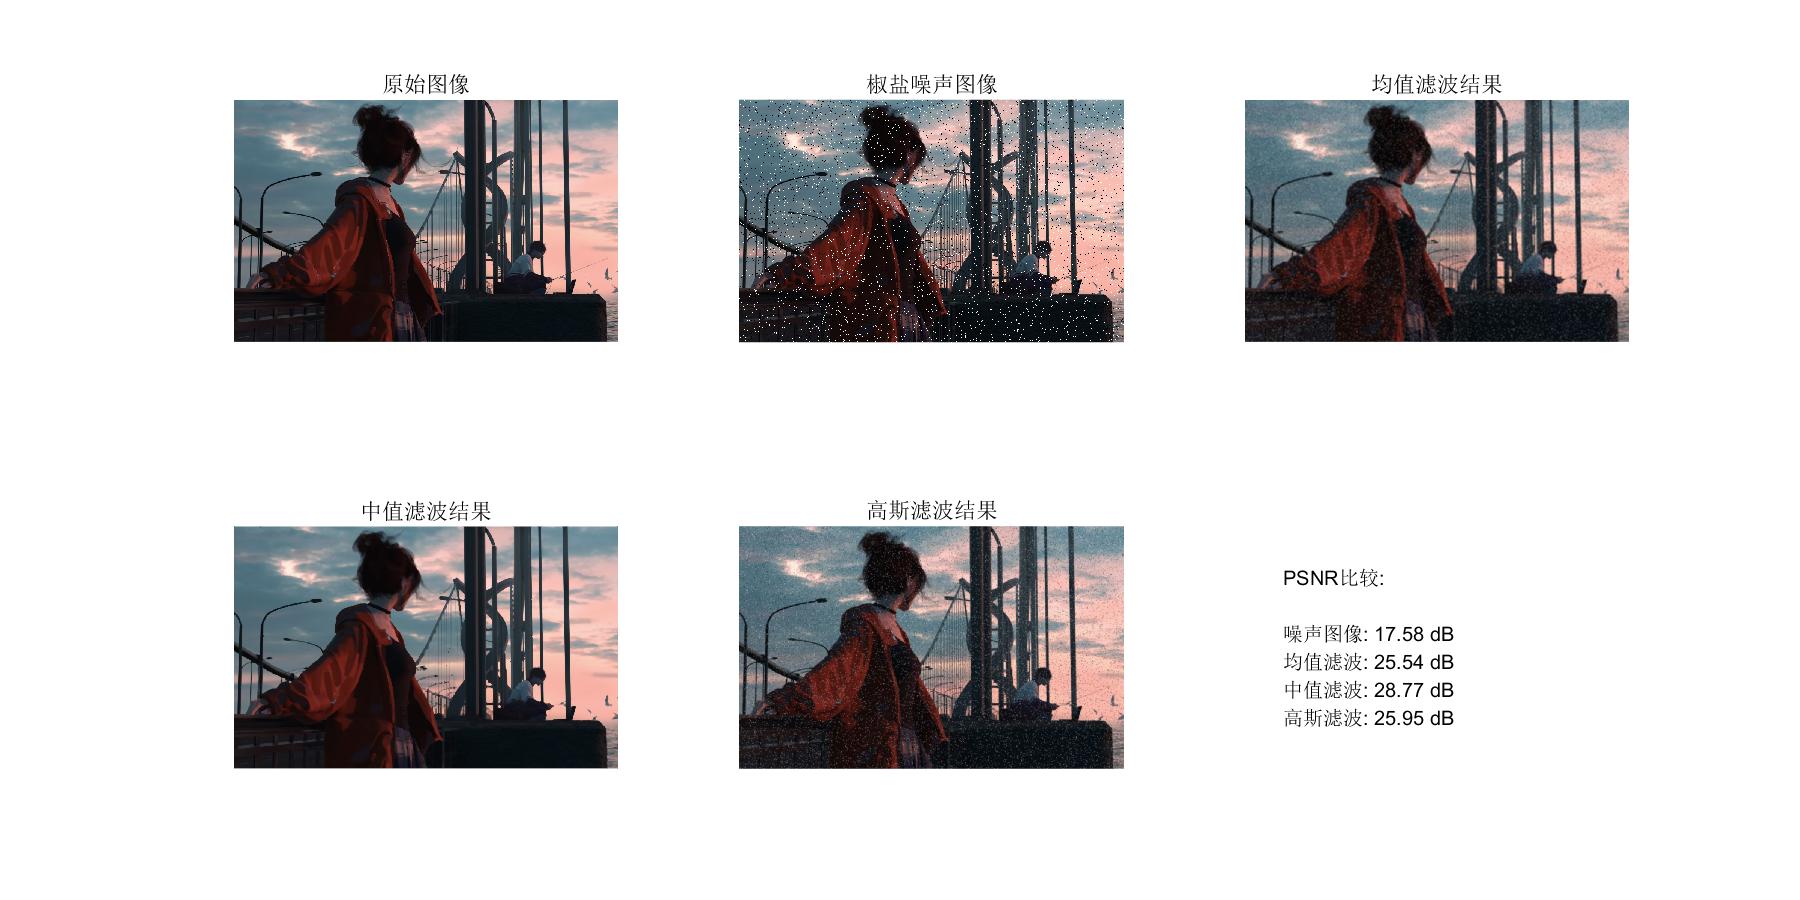 原始图像
椒盐噪声图像
均值滤波结果
中值滤波结果
高斯滤波结果
PSNR比较:
噪声图像: 17.58 dB
均值滤波: 25.54 dB
中值滤波: 28.77 dB
高斯滤波: 25.95 dB